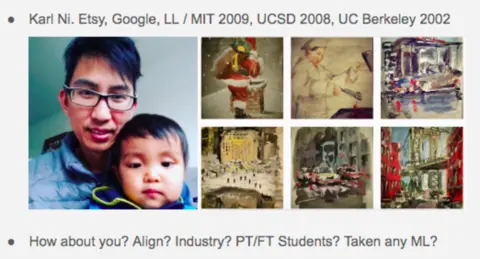 ● Karl Ni. Etsy, Google, LL / MIT 2009, UCSD 2008, UC Berkeley 2002
● How about you? Align? Industry? PT/FT Students? Taken any ML?